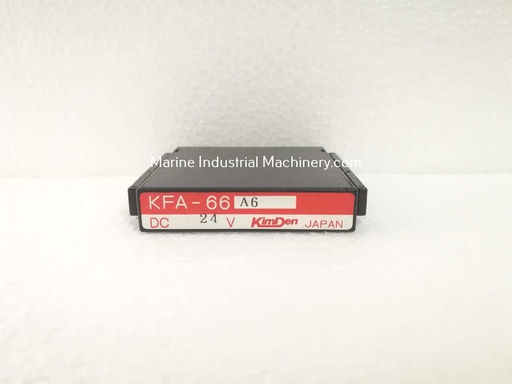 Marine Industrial Machinery.com
KFA-66 A6
DC 24 V KimDen JAPAN